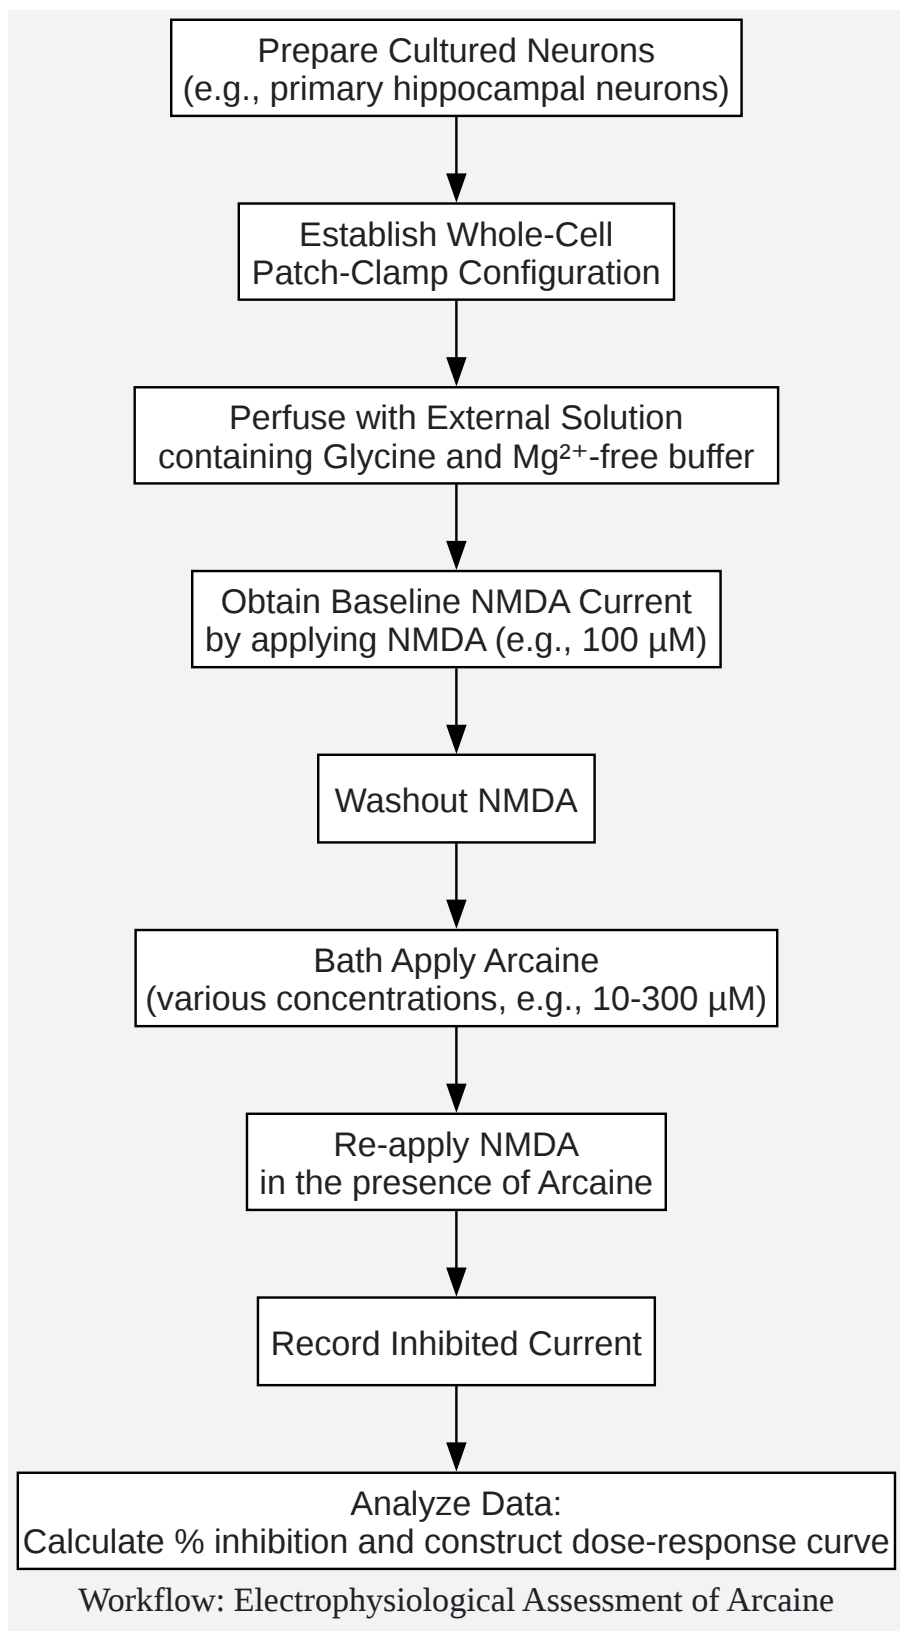 Prepare Cultured Neurons
(e.g., primary hippocampal neurons)
Establish Whole-Cell
Patch-Clamp Configuration
Perfuse with External Solution
containing Glycine and Mg²⁺-free buffer
Obtain Baseline NMDA Current
by applying NMDA (e.g., 100 µM)
Washout NMDA
Bath Apply Arcaine
(various concentrations, e.g., 10-300 µM)
Re-apply NMDA
in the presence of Arcaine
Record Inhibited Current
Analyze Data:
Calculate % inhibition and construct dose-response curve
Workflow: Electrophysiological Assessment of Arcaine